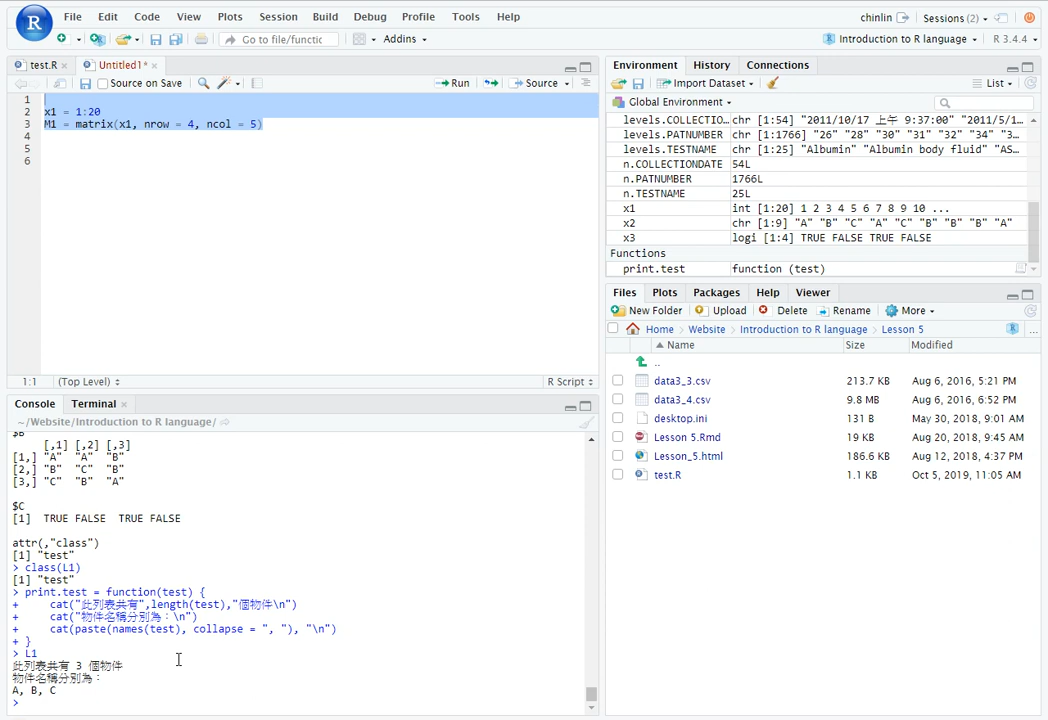 File Edit Code View Plots Session Build Debug Profile Tools Help
chinlin Sessions (2)
Go to file/functic Addins
Introduction to R language R 3.4.4
test.R Untitled1*
Source on Save Run Source
1
2 x1 = 1:20
3 M1 = matrix(x1, nrow = 4, ncol = 5)
4
5
6
1:1 (Top Level) R Script
Console Terminal
~/Website/Introduction to R language/
$B
[,1] [,2] [,3]
[1,] "A" "A" "B"
[2,] "B" "C" "B"
[3,] "C" "B" "A"
$C
[1] TRUE FALSE TRUE FALSE
attr(,"class")
[1] "test"
> class(L1)
[1] "test"
> print.test = function(test) {
+ cat("此列表共有",length(test),"個物件\n")
+ cat("物件名稱分別為：\n")
+ cat(paste(names(test), collapse = ", "), "\n")
+ }
> L1
此列表共有 3 個物件
物件名稱分別為：
A, B, C
>
Environment History Connections
Import Dataset List
Global Environment
levels.COLLECTIO… chr [1:54] "2011/10/17 上午 9:37:00" "2011/5/1…
levels.PATNUMBER chr [1:1766] "26" "28" "30" "31" "32" "34" "3…
levels.TESTNAME chr [1:25] "Albumin" "Albumin body fluid" "AS…
n.COLLECTIONDATE 54L
n.PATNUMBER 1766L
n.TESTNAME 25L
x1 int [1:20] 1 2 3 4 5 6 7 8 9 10 ...
x2 chr [1:9] "A" "B" "C" "A" "C" "B" "B" "B" "A"
x3 logi [1:4] TRUE FALSE TRUE FALSE
Functions
print.test function (test)
Files Plots Packages Help Viewer
New Folder Upload Delete Rename More
Home Website Introduction to R language Lesson 5 ...
Name Size Modified
..
data3_3.csv 213.7 KB Aug 6, 2016, 5:21 PM
data3_4.csv 9.8 MB Aug 6, 2016, 6:52 PM
desktop.ini 131 B May 30, 2018, 9:01 AM
Lesson 5.Rmd 19 KB Aug 20, 2018, 9:45 AM
Lesson_5.html 186.6 KB Aug 12, 2018, 4:37 PM
test.R 1.1 KB Oct 5, 2019, 11:05 AM